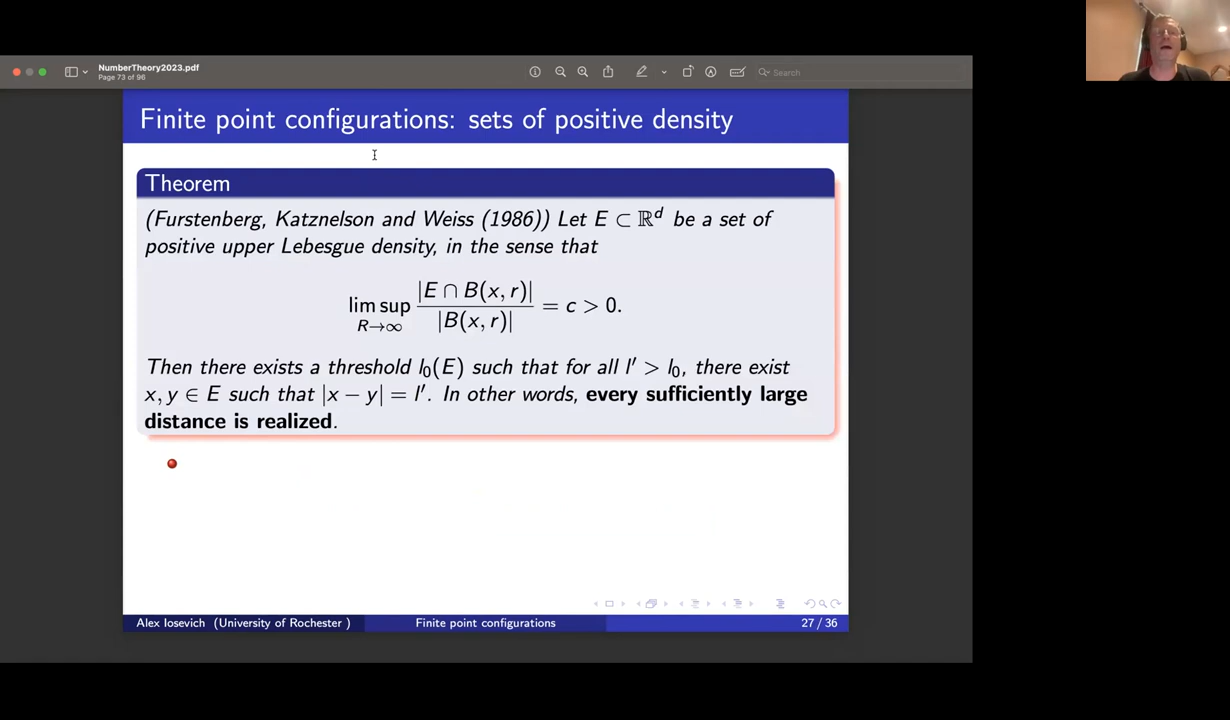 NumberTheory2023.pdf
Page 73 of 96
Search
Finite point configurations: sets of positive density
Theorem
(Furstenberg, Katznelson and Weiss (1986)) Let E ⊂ ℝ^d be a set of
positive upper Lebesgue density, in the sense that
lim sup_{R→∞} |E ∩ B(x, r)| / |B(x, r)| = c > 0.
Then there exists a threshold l₀(E) such that for all l′ > l₀, there exist
x, y ∈ E such that |x − y| = l′. In other words, every sufficiently large
distance is realized.
Alex Iosevich (University of Rochester )
Finite point configurations
27 / 36